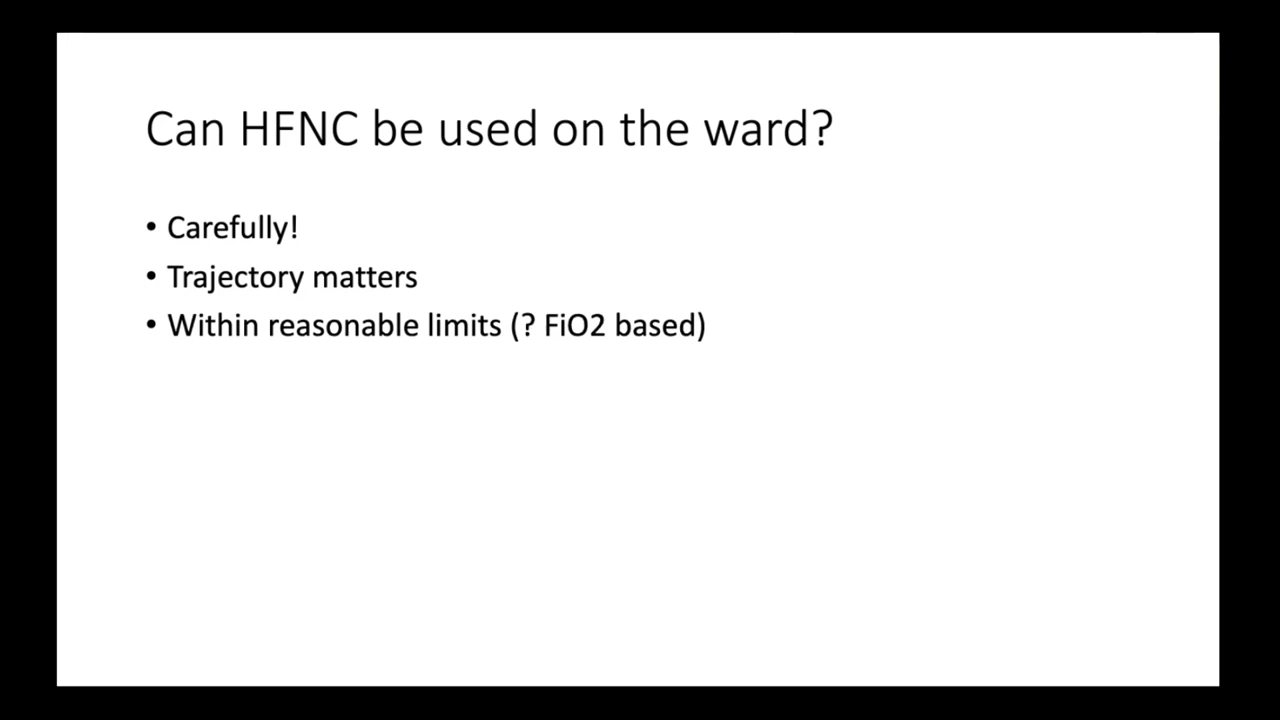 Can HFNC be used on the ward?
• Carefully!
• Trajectory matters
• Within reasonable limits (? FiO2 based)